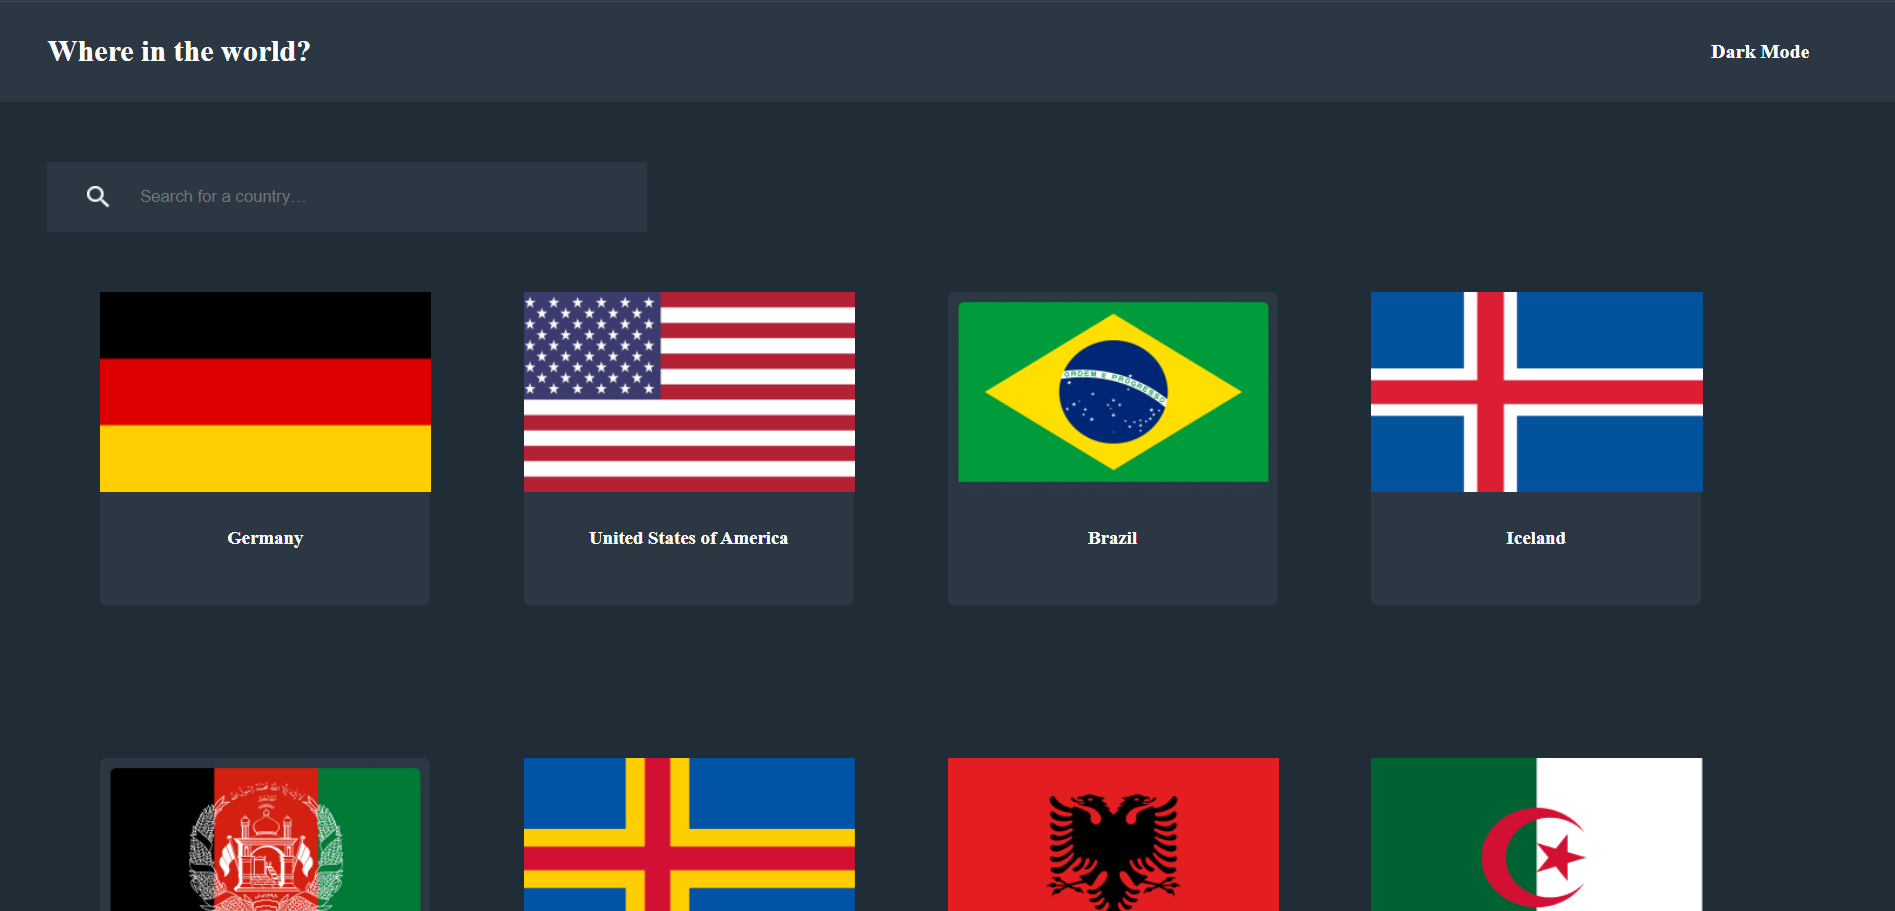 Where in the world?
Dark Mode
Search for a country…
ORDEM E PROGRESSO
Germany
United States of America
Brazil
Iceland